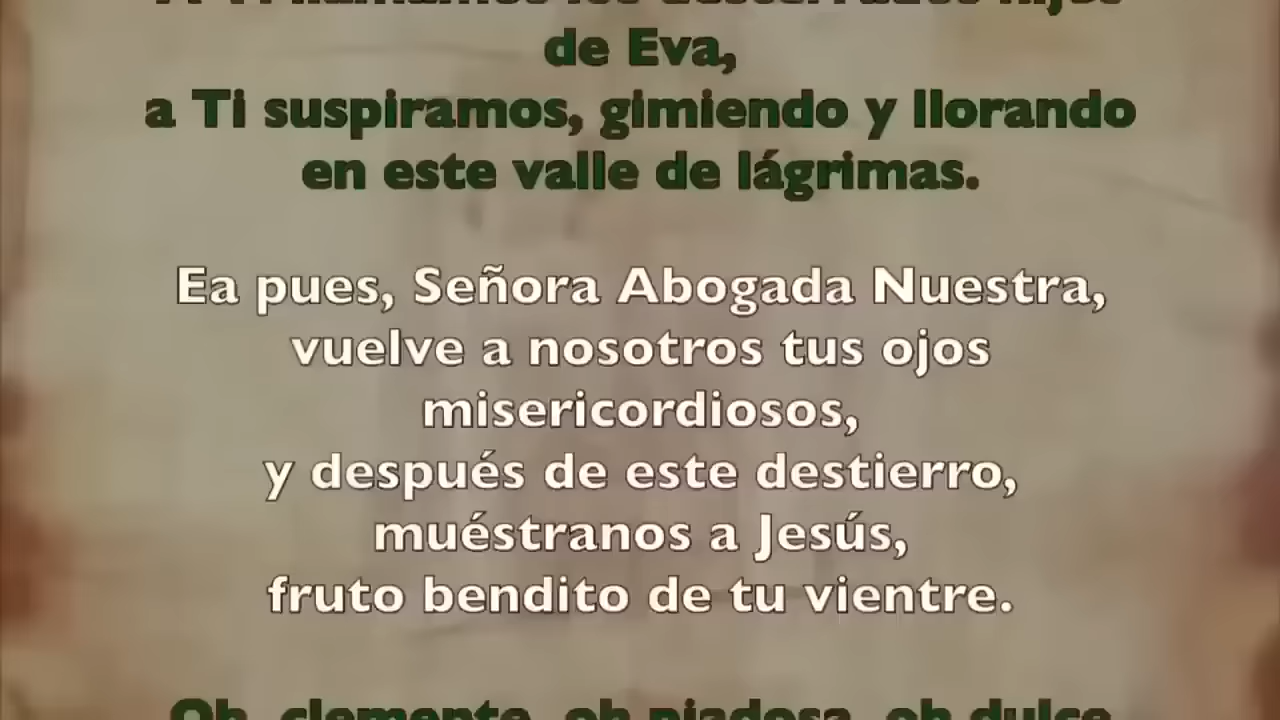 de Eva,
a Ti suspiramos, gimiendo y llorando
en este valle de lágrimas.
Ea pues, Señora Abogada Nuestra,
vuelve a nosotros tus ojos
misericordiosos,
y después de este destierro,
muéstranos a Jesús,
fruto bendito de tu vientre.
Oh, clemente, oh piadosa, oh dulce